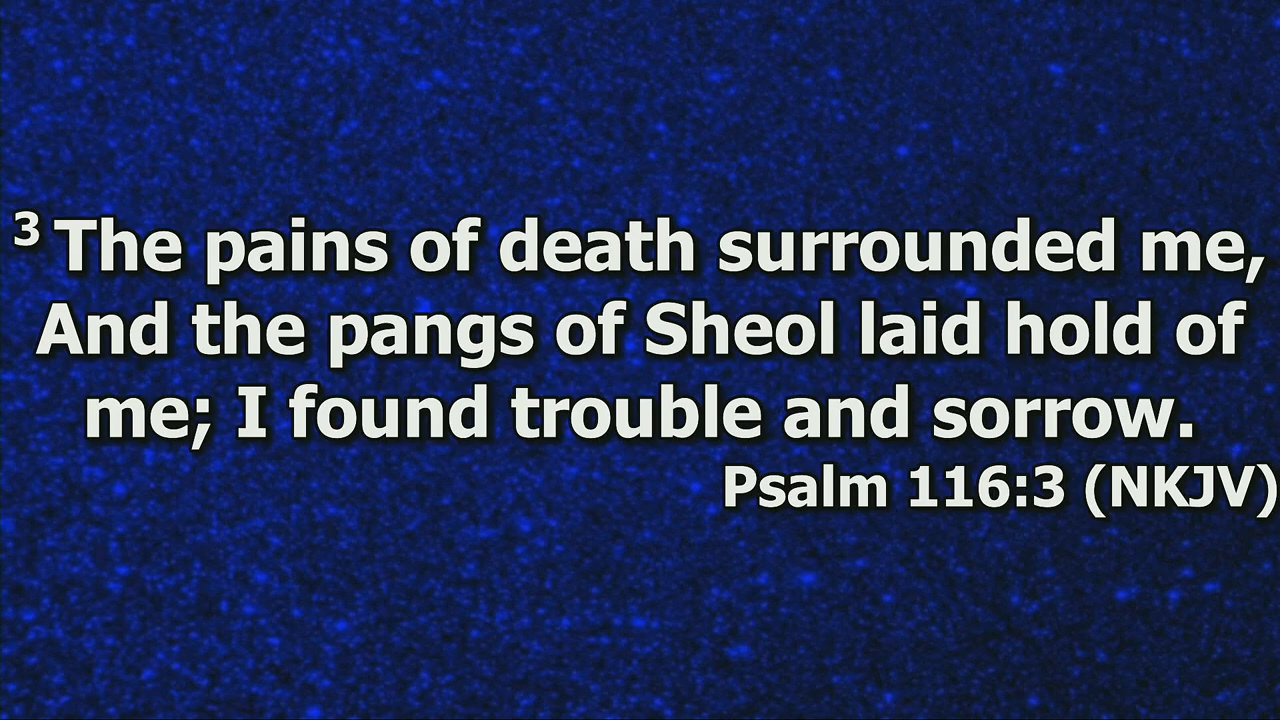 3 The pains of death surrounded me,
And the pangs of Sheol laid hold of
me; I found trouble and sorrow.
Psalm 116:3 (NKJV)